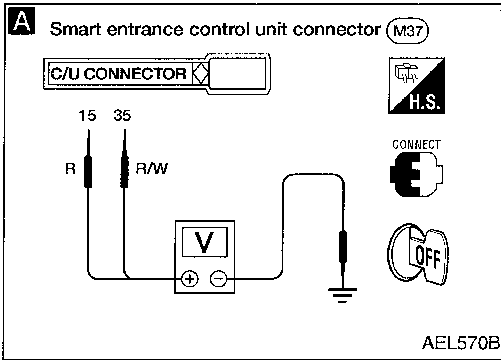 A Smart entrance control unit connector M37
C/U CONNECTOR
H.S.
15 35
CONNECT
R R/W
V
OFF
AEL570B